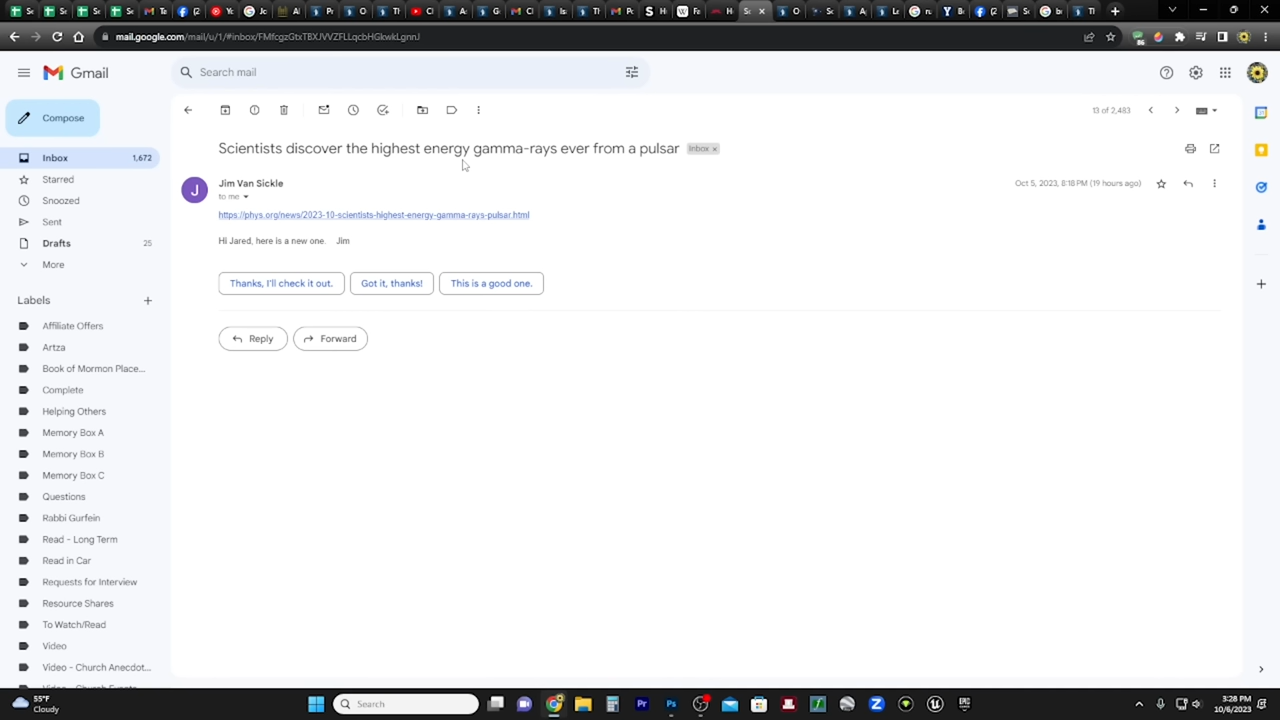 mail.google.com/mail/u/1/#inbox/FMfcgzGtxTBXJVVZFLLqcbHGkwkLgnnJ
86
Gmail
Search mail
Compose
13 of 2,483
Inbox 1,672
Scientists discover the highest energy gamma-rays ever from a pulsar Inbox x
Starred
Jim Van Sickle
Oct 5, 2023, 8:18 PM (19 hours ago)
J
to me
Snoozed
https://phys.org/news/2023-10-scientists-highest-energy-gamma-rays-pulsar.html
Sent
Hi Jared, here is a new one. Jim
Drafts 25
More
Thanks, I'll check it out.
Got it, thanks!
This is a good one.
Labels
Affiliate Offers
Reply
Forward
Artza
Book of Mormon Place...
Complete
Helping Others
Memory Box A
Memory Box B
Memory Box C
Questions
Rabbi Gurfein
Read - Long Term
Read in Car
Requests for Interview
Resource Shares
To Watch/Read
Video
Video - Church Anecdot...
55°F
Cloudy
Search
3:28 PM
10/6/2023